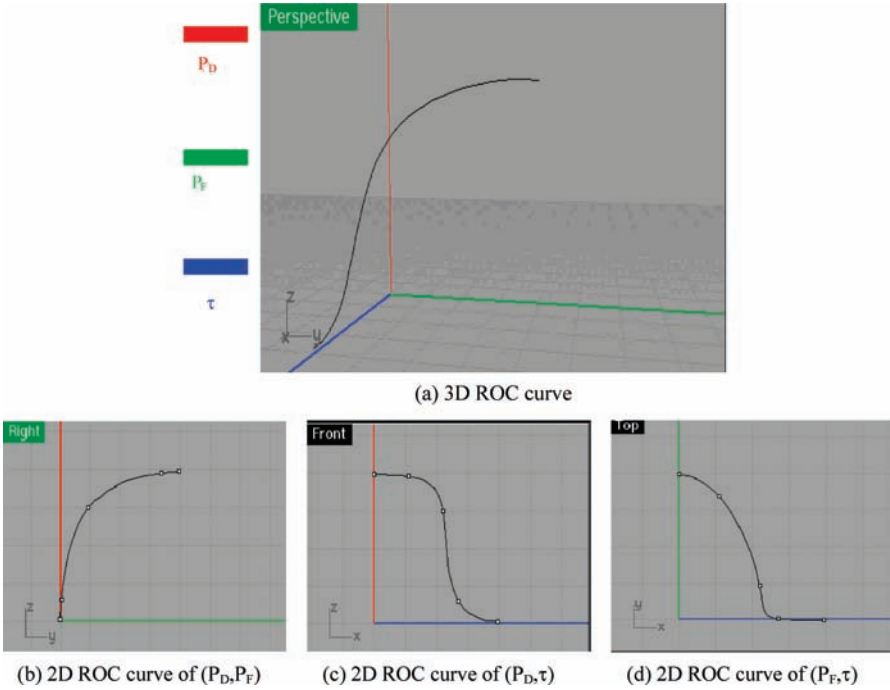 Perspective
P_D
P_F
τ
z
x y
(a) 3D ROC curve
Right
Front
Top
z
y
z
x
y
x
(b) 2D ROC curve of (P_D,P_F)
(c) 2D ROC curve of (P_D,τ)
(d) 2D ROC curve of (P_F,τ)